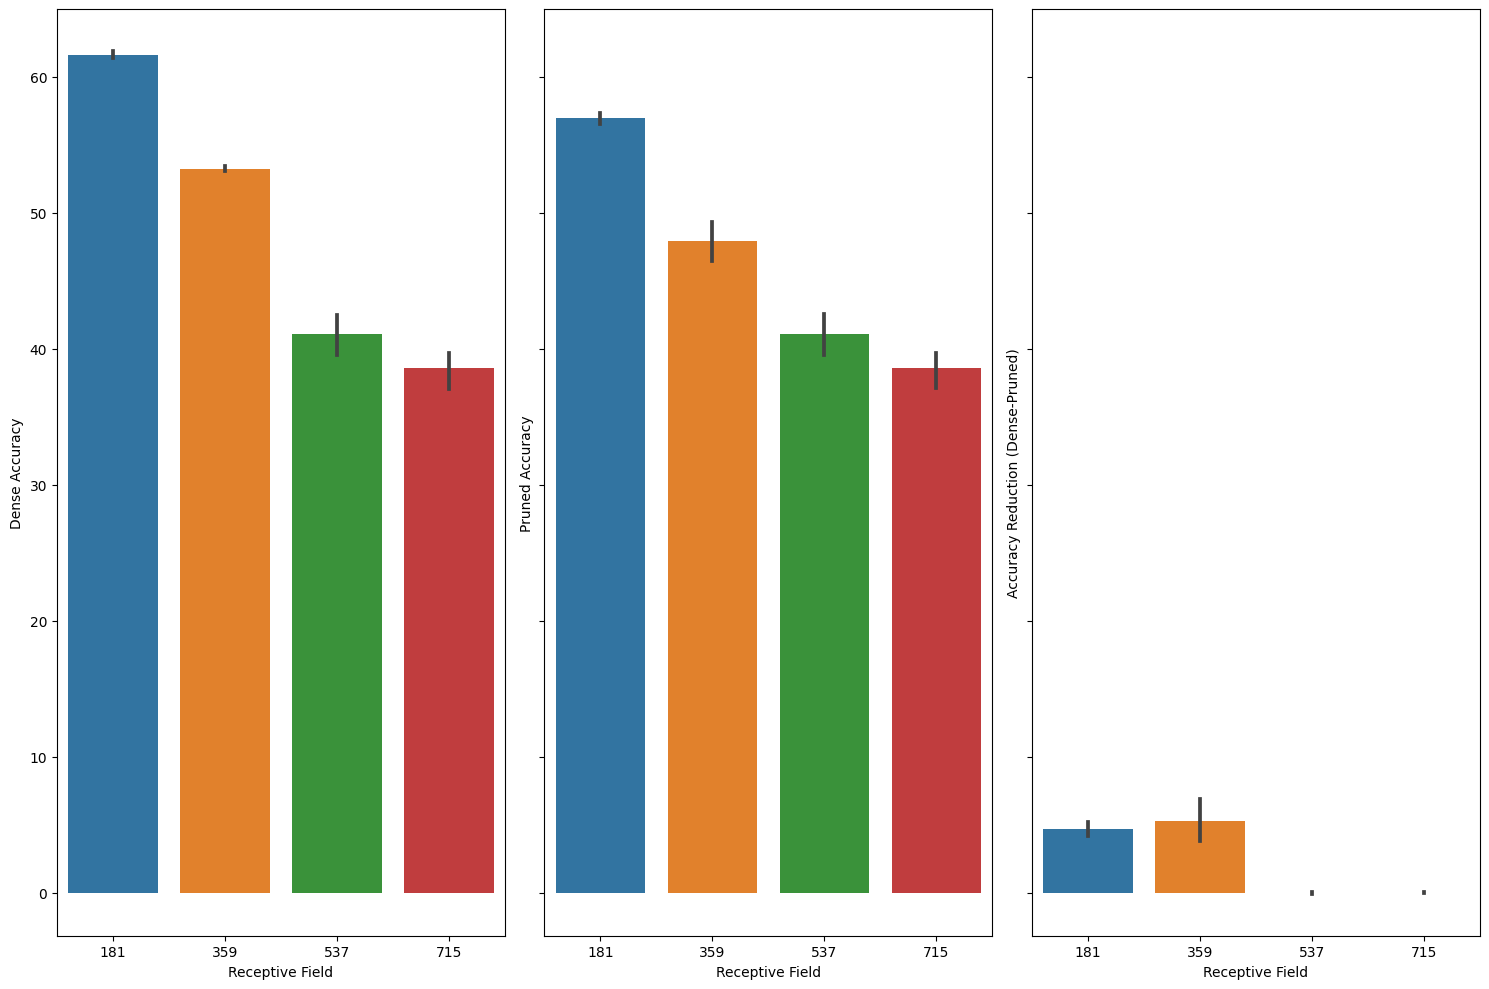 Dense Accuracy
60
50
40
30
20
10
0
181 359 537 715
Receptive Field
Pruned Accuracy
181 359 537 715
Receptive Field
Accuracy Reduction (Dense-Pruned)
181 359 537 715
Receptive Field